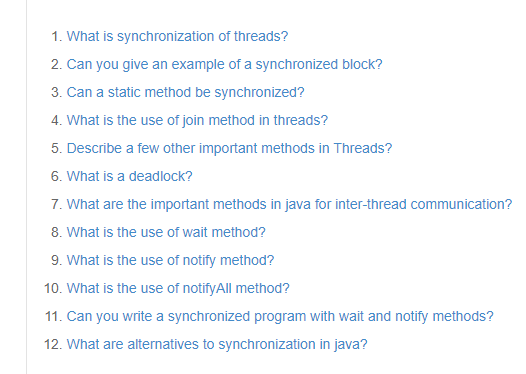 1. What is synchronization of threads?
2. Can you give an example of a synchronized block?
3. Can a static method be synchronized?
4. What is the use of join method in threads?
5. Describe a few other important methods in Threads?
6. What is a deadlock?
7. What are the important methods in java for inter-thread communication?
8. What is the use of wait method?
9. What is the use of notify method?
10. What is the use of notifyAll method?
11. Can you write a synchronized program with wait and notify methods?
12. What are alternatives to synchronization in java?